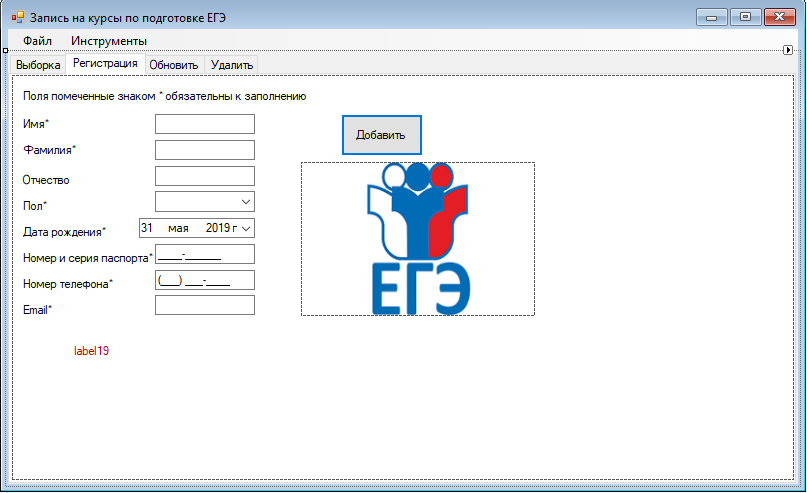 Запись на курсы по подготовке ЕГЭ
Файл Инструменты
Выборка Регистрация Обновить Удалить
Поля помеченные знаком * обязательны к заполнению
Имя*
Добавить
Фамилия*
Отчество
Пол*
Дата рождения* 31 мая 2019 г
Номер и серия паспорта* ____-______
Номер телефона* (___) ___-____
Email*
ЕГЭ
label19